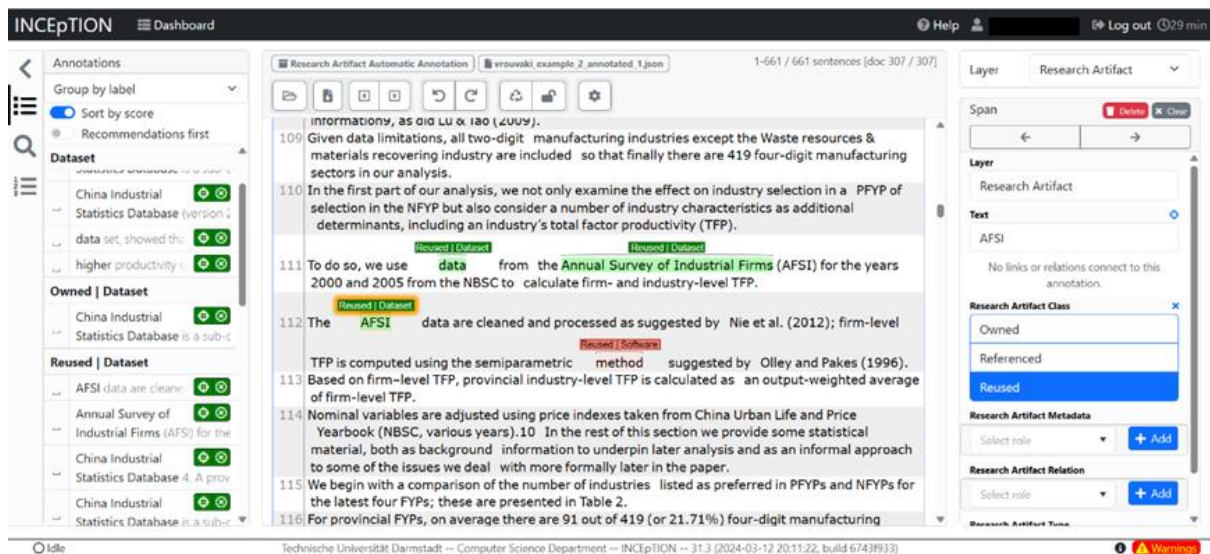 INCEpTION Dashboard Help Log out 29 min
Annotations
Group by label
Sort by score
Recommendations first
Dataset
China Industrial
Statistics Database (version 2
data set, showed tha
higher productivity c
Owned | Dataset
China Industrial
Statistics Database is a sub-c
Reused | Dataset
AFSI data are cleane
Annual Survey of
Industrial Firms (AFSI) for the
China Industrial
Statistics Database 4. A prov
China Industrial
Statistics Database is a sub-c
Research Artifact Automatic Annotation vrouvaki_example_2_annotated_1.json 1-661 / 661 sentences [doc 307 / 307]
information9, as did Lu & Tao (2009).
109 Given data limitations, all two-digit manufacturing industries except the Waste resources &
materials recovering industry are included so that finally there are 419 four-digit manufacturing
sectors in our analysis.
110 In the first part of our analysis, we not only examine the effect on industry selection in a PFYP of
selection in the NFYP but also consider a number of industry characteristics as additional
determinants, including an industry's total factor productivity (TFP).
Reused | Dataset Reused | Dataset
111 To do so, we use data from the Annual Survey of Industrial Firms (AFSI) for the years
2000 and 2005 from the NBSC to calculate firm- and industry-level TFP.
Reused | Dataset
112 The AFSI data are cleaned and processed as suggested by Nie et al. (2012); firm-level
Reused | Software
TFP is computed using the semiparametric method suggested by Olley and Pakes (1996).
113 Based on firm–level TFP, provincial industry-level TFP is calculated as an output-weighted average
of firm-level TFP.
114 Nominal variables are adjusted using price indexes taken from China Urban Life and Price
Yearbook (NBSC, various years).10 In the rest of this section we provide some statistical
material, both as background information to underpin later analysis and as an informal approach
to some of the issues we deal with more formally later in the paper.
115 We begin with a comparison of the number of industries listed as preferred in PFYPs and NFYPs for
the latest four FYPs; these are presented in Table 2.
116 For provincial FYPs, on average there are 91 out of 419 (or 21.71%) four-digit manufacturing
Layer Research Artifact
Span Delete Clear
Layer
Research Artifact
Text
AFSI
No links or relations connect to this
annotation.
Research Artifact Class
Owned
Referenced
Reused
Research Artifact Metadata
Select role + Add
Research Artifact Relation
Select role + Add
Research Artifact Type
Idle Technische Universität Darmstadt -- Computer Science Department -- INCEpTION -- 31.3 (2024-03-12 20:11:22, build 6743f933) Warnings